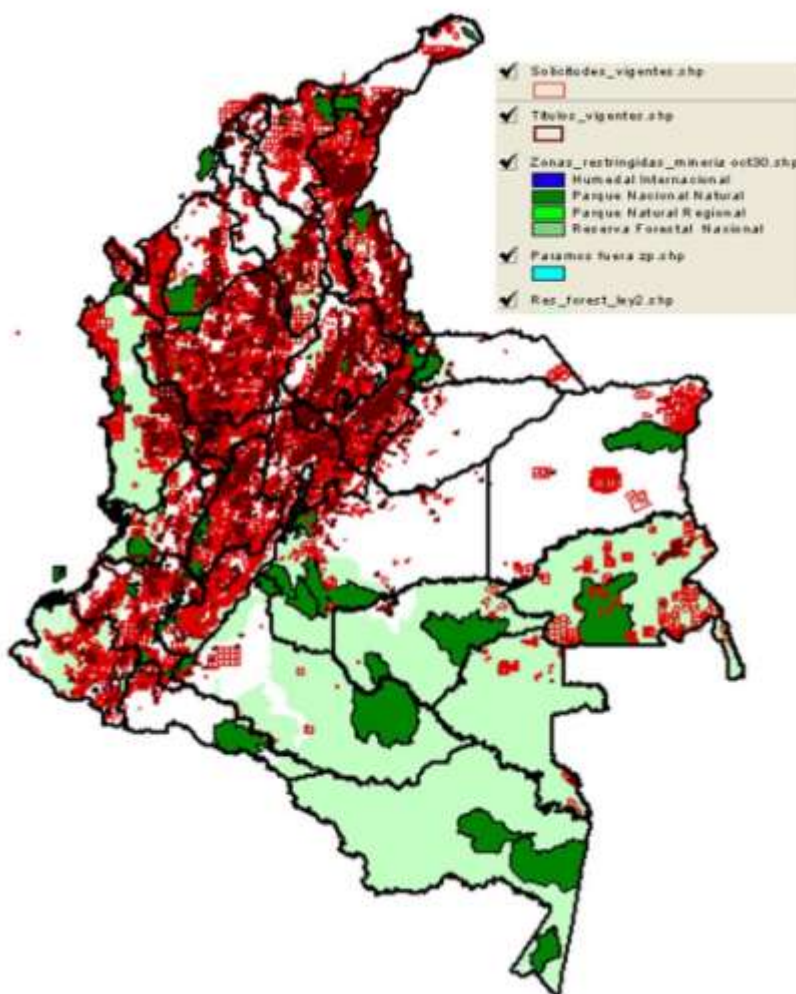 Solicitudes_vigentes.shp
Títulos_vigentes.shp
Zonas_restringidas_mineria oct30.shp
Humedal Internacional
Parque Nacional Natural
Parque Natural Regional
Reserva Forestal Nacional
Paramos fuera zp.shp
Res_forest_ley2.shp